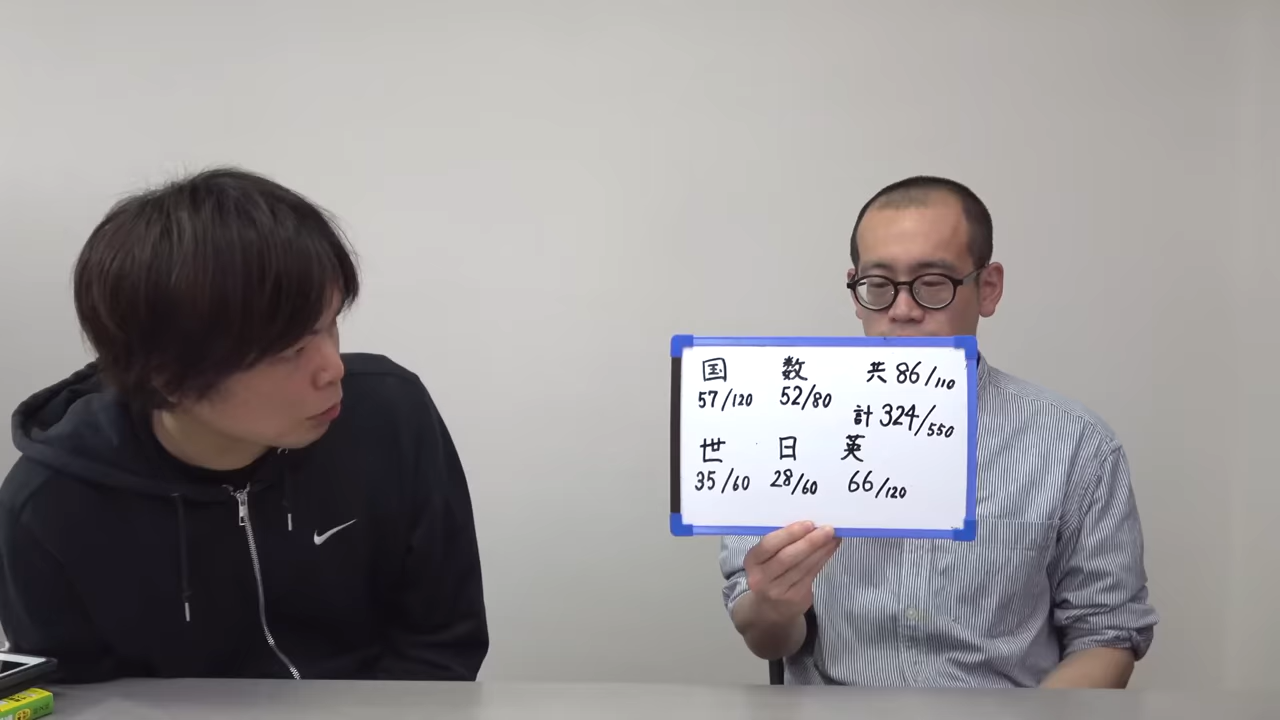 国 数 共 86/110
57/120 52/80
計 324/550
世 日 英
35/60 28/60 66/120